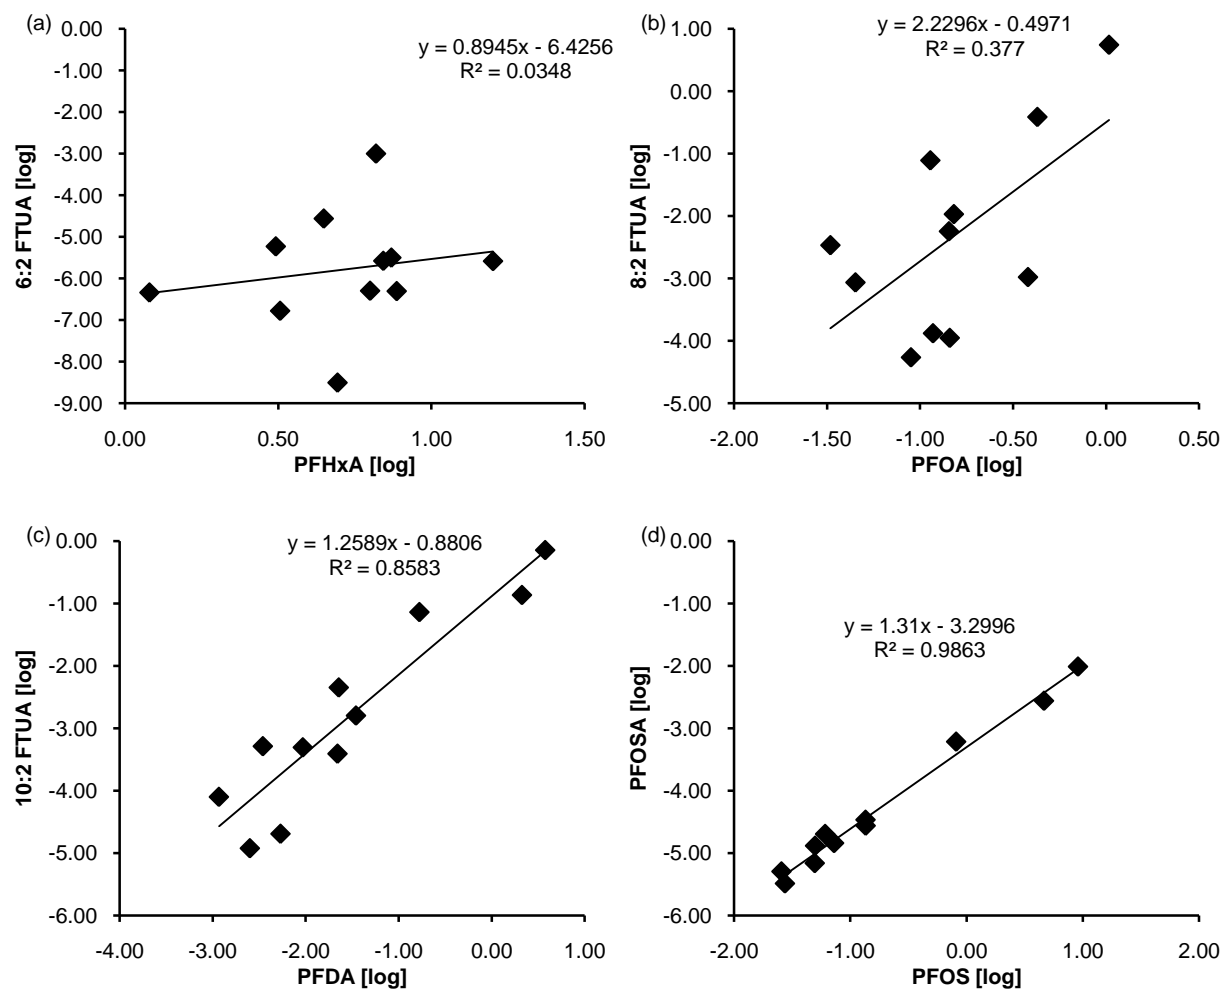 (a)
y = 0.8945x - 6.4256
R² = 0.0348
0.00
-1.00
-2.00
-3.00
-4.00
-5.00
-6.00
-7.00
-8.00
-9.00
6:2 FTUA [log]
0.00 0.50 1.00 1.50
PFHxA [log]
(b)
y = 2.2296x - 0.4971
R² = 0.377
1.00
0.00
-1.00
-2.00
-3.00
-4.00
-5.00
8:2 FTUA [log]
-2.00 -1.50 -1.00 -0.50 0.00 0.50
PFOA [log]
(c)
y = 1.2589x - 0.8806
R² = 0.8583
0.00
-1.00
-2.00
-3.00
-4.00
-5.00
-6.00
10:2 FTUA [log]
-4.00 -3.00 -2.00 -1.00 0.00 1.00
PFDA [log]
(d)
y = 1.31x - 3.2996
R² = 0.9863
0.00
-1.00
-2.00
-3.00
-4.00
-5.00
-6.00
PFOSA [log]
-2.00 -1.00 0.00 1.00 2.00
PFOS [log]